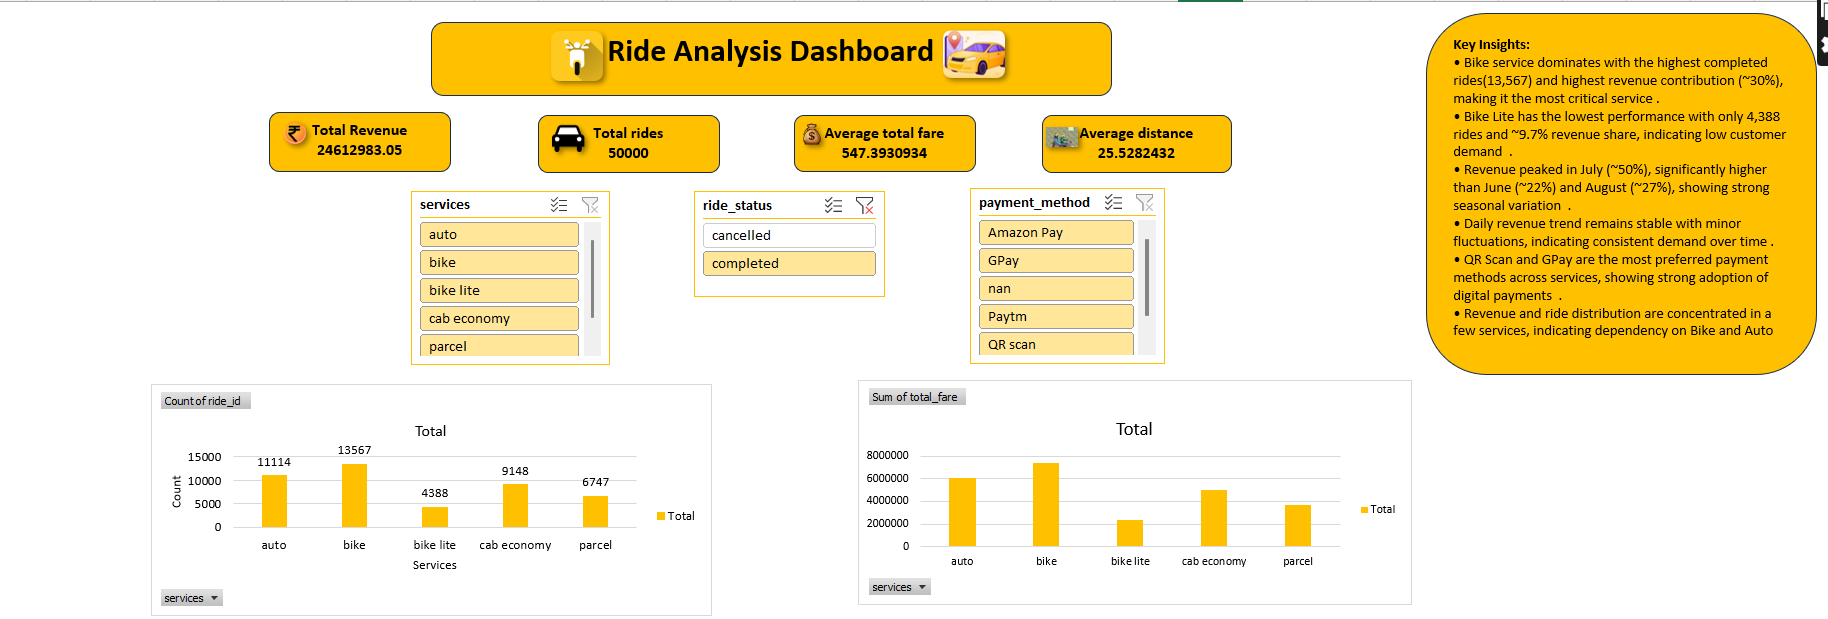 Ride Analysis Dashboard
Total Revenue
24612983.05
Total rides
50000
Average total fare
547.3930934
Average distance
25.5282432
services
auto
bike
bike lite
cab economy
parcel
ride_status
cancelled
completed
payment_method
Amazon Pay
GPay
nan
Paytm
QR scan
Key Insights:
• Bike service dominates with the highest completed
rides(13,567) and highest revenue contribution (~30%),
making it the most critical service .
• Bike Lite has the lowest performance with only 4,388
rides and ~9.7% revenue share, indicating low customer
demand .
• Revenue peaked in July (~50%), significantly higher
than June (~22%) and August (~27%), showing strong
seasonal variation .
• Daily revenue trend remains stable with minor
fluctuations, indicating consistent demand over time .
• QR Scan and GPay are the most preferred payment
methods across services, showing strong adoption of
digital payments .
• Revenue and ride distribution are concentrated in a
few services, indicating dependency on Bike and Auto
Count of ride_id
Total
Count
15000
10000
5000
0
11114
13567
4388
9148
6747
auto
bike
bike lite
cab economy
parcel
Services
Total
services
Sum of total_fare
Total
8000000
6000000
4000000
2000000
0
auto
bike
bike lite
cab economy
parcel
Total
services